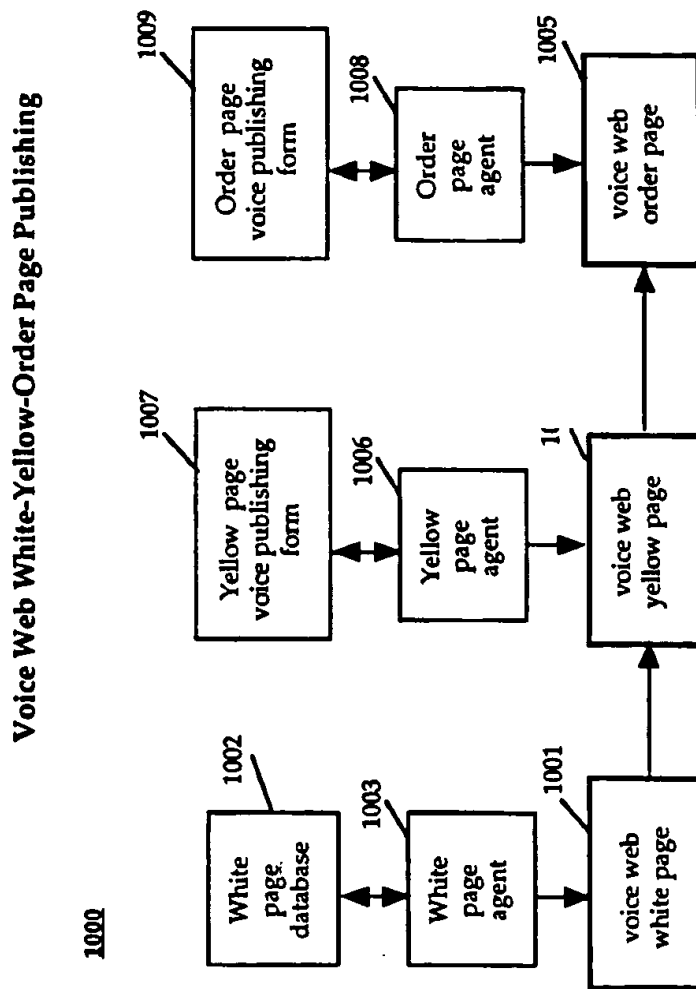 Voice Web White-Yellow-Order Page Publishing
1000
1002
White
page
database
1003
White
page
agent
1001
voice web
white page
1007
Yellow page
voice publishing
form
1006
Yellow
page
agent
voice web
yellow page
1009
Order page
voice publishing
form
1008
Order
page
agent
1005
voice web
order page